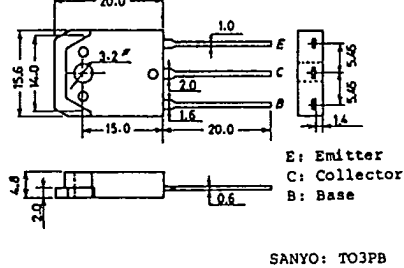 20.0
1.0
E
15.6
14.0
3.2ø
C
5.45
2.0
5.45
B
1.6
15.0
20.0
1.4
4.8
2.0
0.6
E: Emitter
C: Collector
B: Base
SANYO: TO3PB